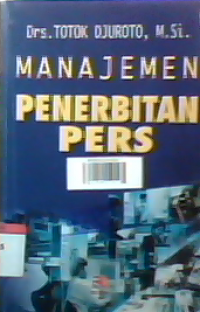 Drs. TOTOK DJUROTO, M.Si.
MANAJEMEN
PENERBITAN
PERS